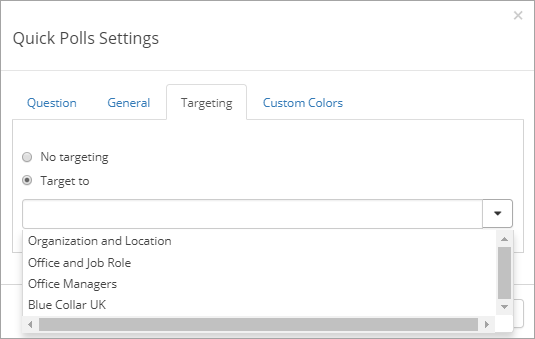 Quick Polls Settings
Question General Targeting Custom Colors
No targeting
Target to
Organization and Location
Office and Job Role
Office Managers
Blue Collar UK